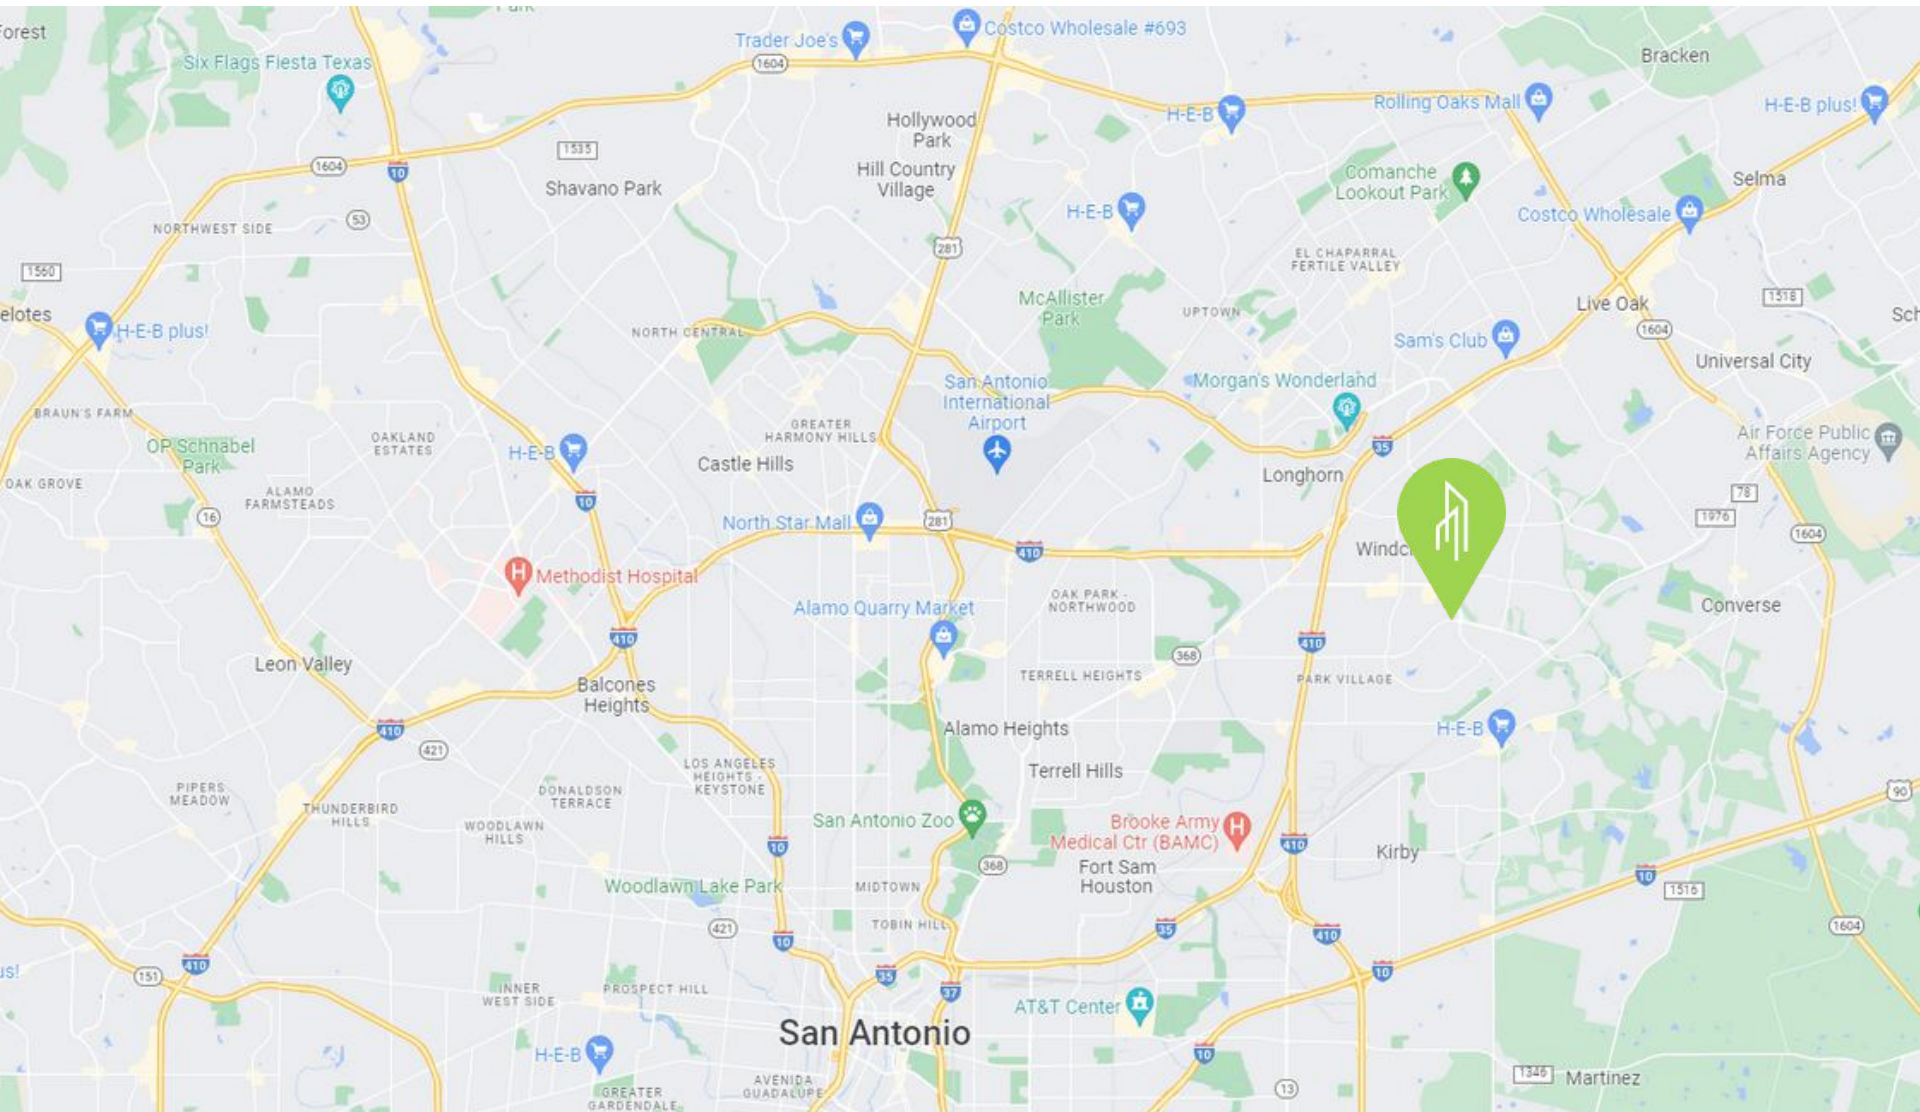 Forest
Park
Six Flags Fiesta Texas
Trader Joe's
Costco Wholesale #693
1604
Bracken
Rolling Oaks Mall
H-E-B plus!
H-E-B
Hollywood
Park
1535
1604
10
Shavano Park
Hill Country
Village
Comanche
Lookout Park
Selma
H-E-B
Costco Wholesale
53
NORTHWEST SIDE
281
EL CHAPARRAL
FERTILE VALLEY
1560
elotes
H-E-B plus!
NORTH CENTRAL
McAllister
Park
UPTOWN
Live Oak
1518
Sch
1604
Sam's Club
Universal City
San Antonio
International
Airport
Morgan's Wonderland
BRAUN'S FARM
OP Schnabel
Park
OAKLAND
ESTATES
H-E-B
GREATER
HARMONY HILLS
Castle Hills
35
Air Force Public
Affairs Agency
Longhorn
OAK GROVE
ALAMO
FARMSTEADS
10
78
1976
16
North Star Mall
281
410
Windc
1604
Methodist Hospital
Alamo Quarry Market
OAK PARK -
NORTHWOOD
Converse
410
410
Leon Valley
368
TERRELL HEIGHTS
PARK VILLAGE
Balcones
Heights
410
421
Alamo Heights
H-E-B
LOS ANGELES
HEIGHTS -
KEYSTONE
Terrell Hills
PIPERS
MEADOW
THUNDERBIRD
HILLS
DONALDSON
TERRACE
90
WOODLAWN
HILLS
San Antonio Zoo
Brooke Army
Medical Ctr (BAMC)
10
410
Kirby
368
Fort Sam
Houston
Woodlawn Lake Park
MIDTOWN
10
1516
421
TOBIN HILL
10
35
410
1604
us!
151
410
35
10
INNER
WEST SIDE
PROSPECT HILL
37
AT&T Center
San Antonio
H-E-B
10
AVENIDA
GUADALUPE
GREATER
GARDENDALE
13
1346
Martinez